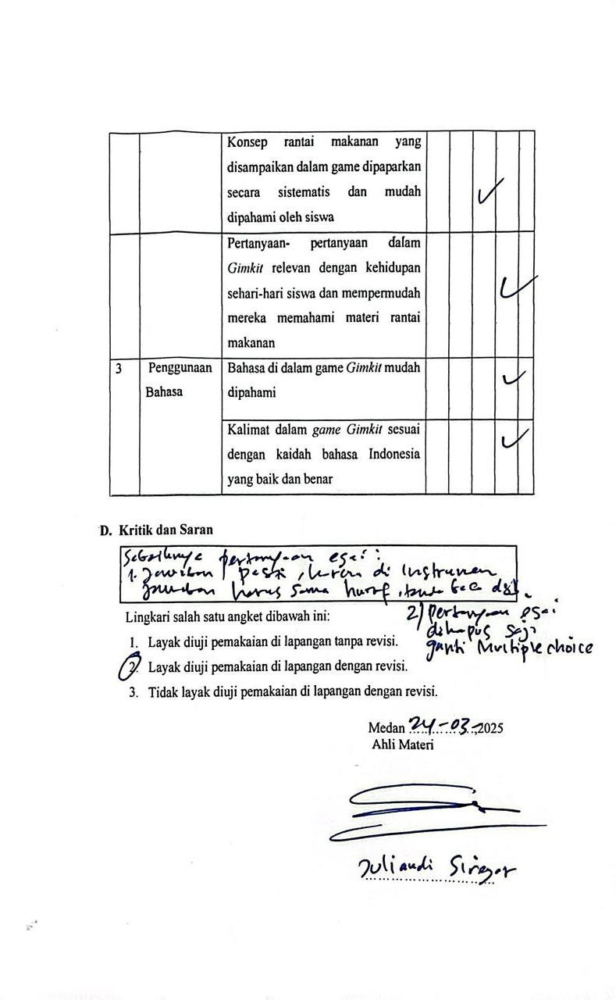 Konsep rantai makanan yang
disampaikan dalam game dipaparkan
secara sistematis dan mudah
dipahami oleh siswa
Pertanyaan- pertanyaan dalam
Gimkit relevan dengan kehidupan
sehari-hari siswa dan mempermudah
mereka memahami materi rantai
makanan
3 Penggunaan Bahasa di dalam game Gimkit mudah
Bahasa dipahami
Kalimat dalam game Gimkit sesuai
dengan kaidah bahasa Indonesia
yang baik dan benar
D. Kritik dan Saran
Sebaiknya pertanyaan esai :
1. Jawaban pasti, karena di Instrumen
Jawaban harus sama huruf, tanda baca dsb.
Lingkari salah satu angket dibawah ini:
2) pertanyaan esai
dihapus saja
ganti Multiple choice
1. Layak diuji pemakaian di lapangan tanpa revisi.
2. Layak diuji pemakaian di lapangan dengan revisi.
3. Tidak layak diuji pemakaian di lapangan dengan revisi.
Medan 24-03-2025
Ahli Materi
Juliandi Siregar